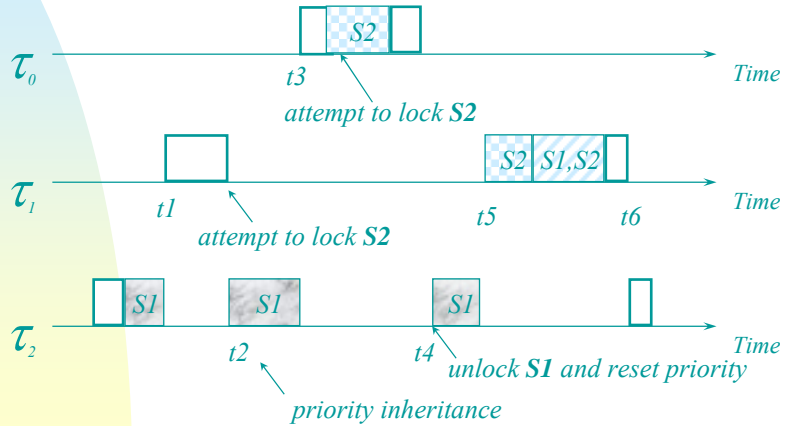 S2
τ0
t3
Time
attempt to lock S2
S2
S1,S2
τ1
t1
t5
t6
Time
attempt to lock S2
S1
S1
S1
τ2
t2
t4
Time
unlock S1 and reset priority
priority inheritance